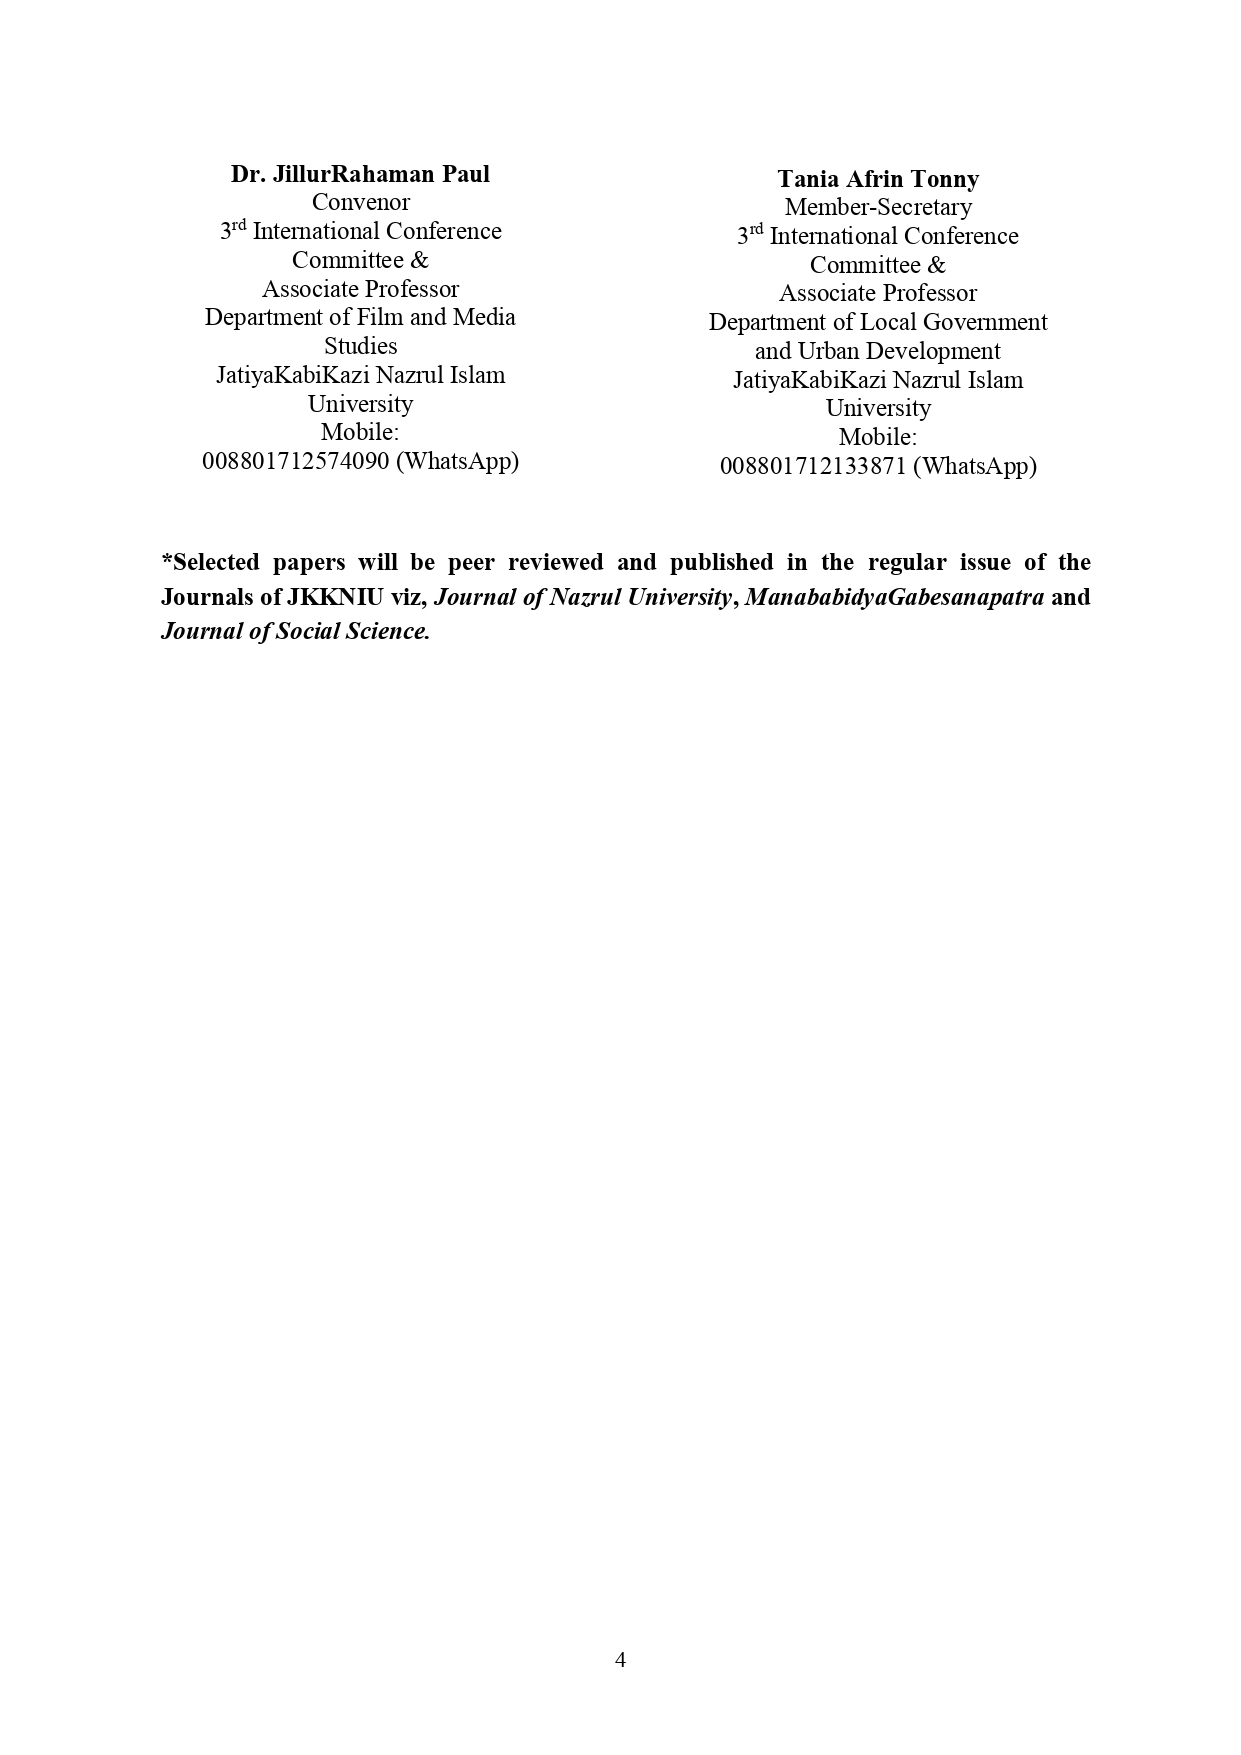 Dr. JillurRahaman Paul
Convenor
3rd International Conference
Committee &
Associate Professor
Department of Film and Media
Studies
JatiyaKabiKazi Nazrul Islam
University
Mobile:
008801712574090 (WhatsApp)
Tania Afrin Tonny
Member-Secretary
3rd International Conference
Committee &
Associate Professor
Department of Local Government
and Urban Development
JatiyaKabiKazi Nazrul Islam
University
Mobile:
008801712133871 (WhatsApp)
*Selected papers will be peer reviewed and published in the regular issue of the
Journals of JKKNIU viz, Journal of Nazrul University, ManababidyaGabesanapatra and
Journal of Social Science.
4